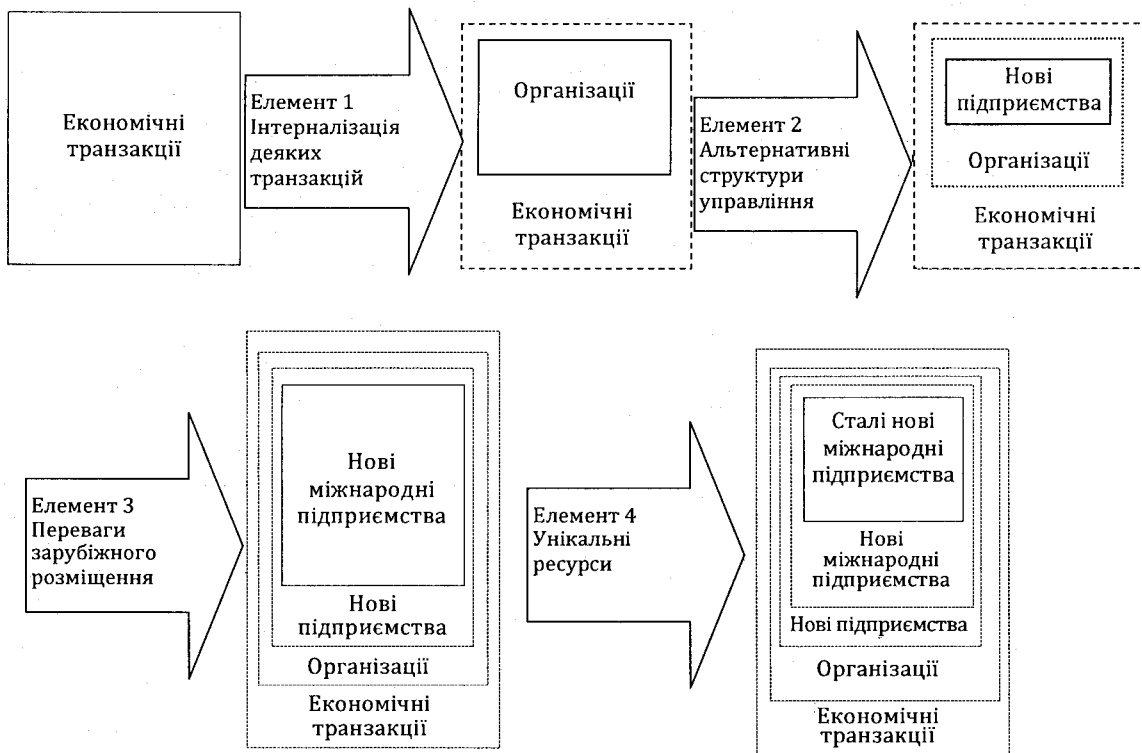 Економічні
транзакції
Елемент 1
Інтерналізація
деяких
транзакцій
Організації
Економічні
транзакції
Елемент 2
Альтернативні
структури
управління
Нові
підприємства
Організації
Економічні
транзакції
Елемент 3
Переваги
зарубіжного
розміщення
Нові
міжнародні
підприємства
Нові
підприємства
Організації
Економічні
транзакції
Елемент 4
Унікальні
ресурси
Сталі нові
міжнародні
підприємства
Нові
міжнародні
підприємства
Нові підприємства
Організації
Економічні
транзакції